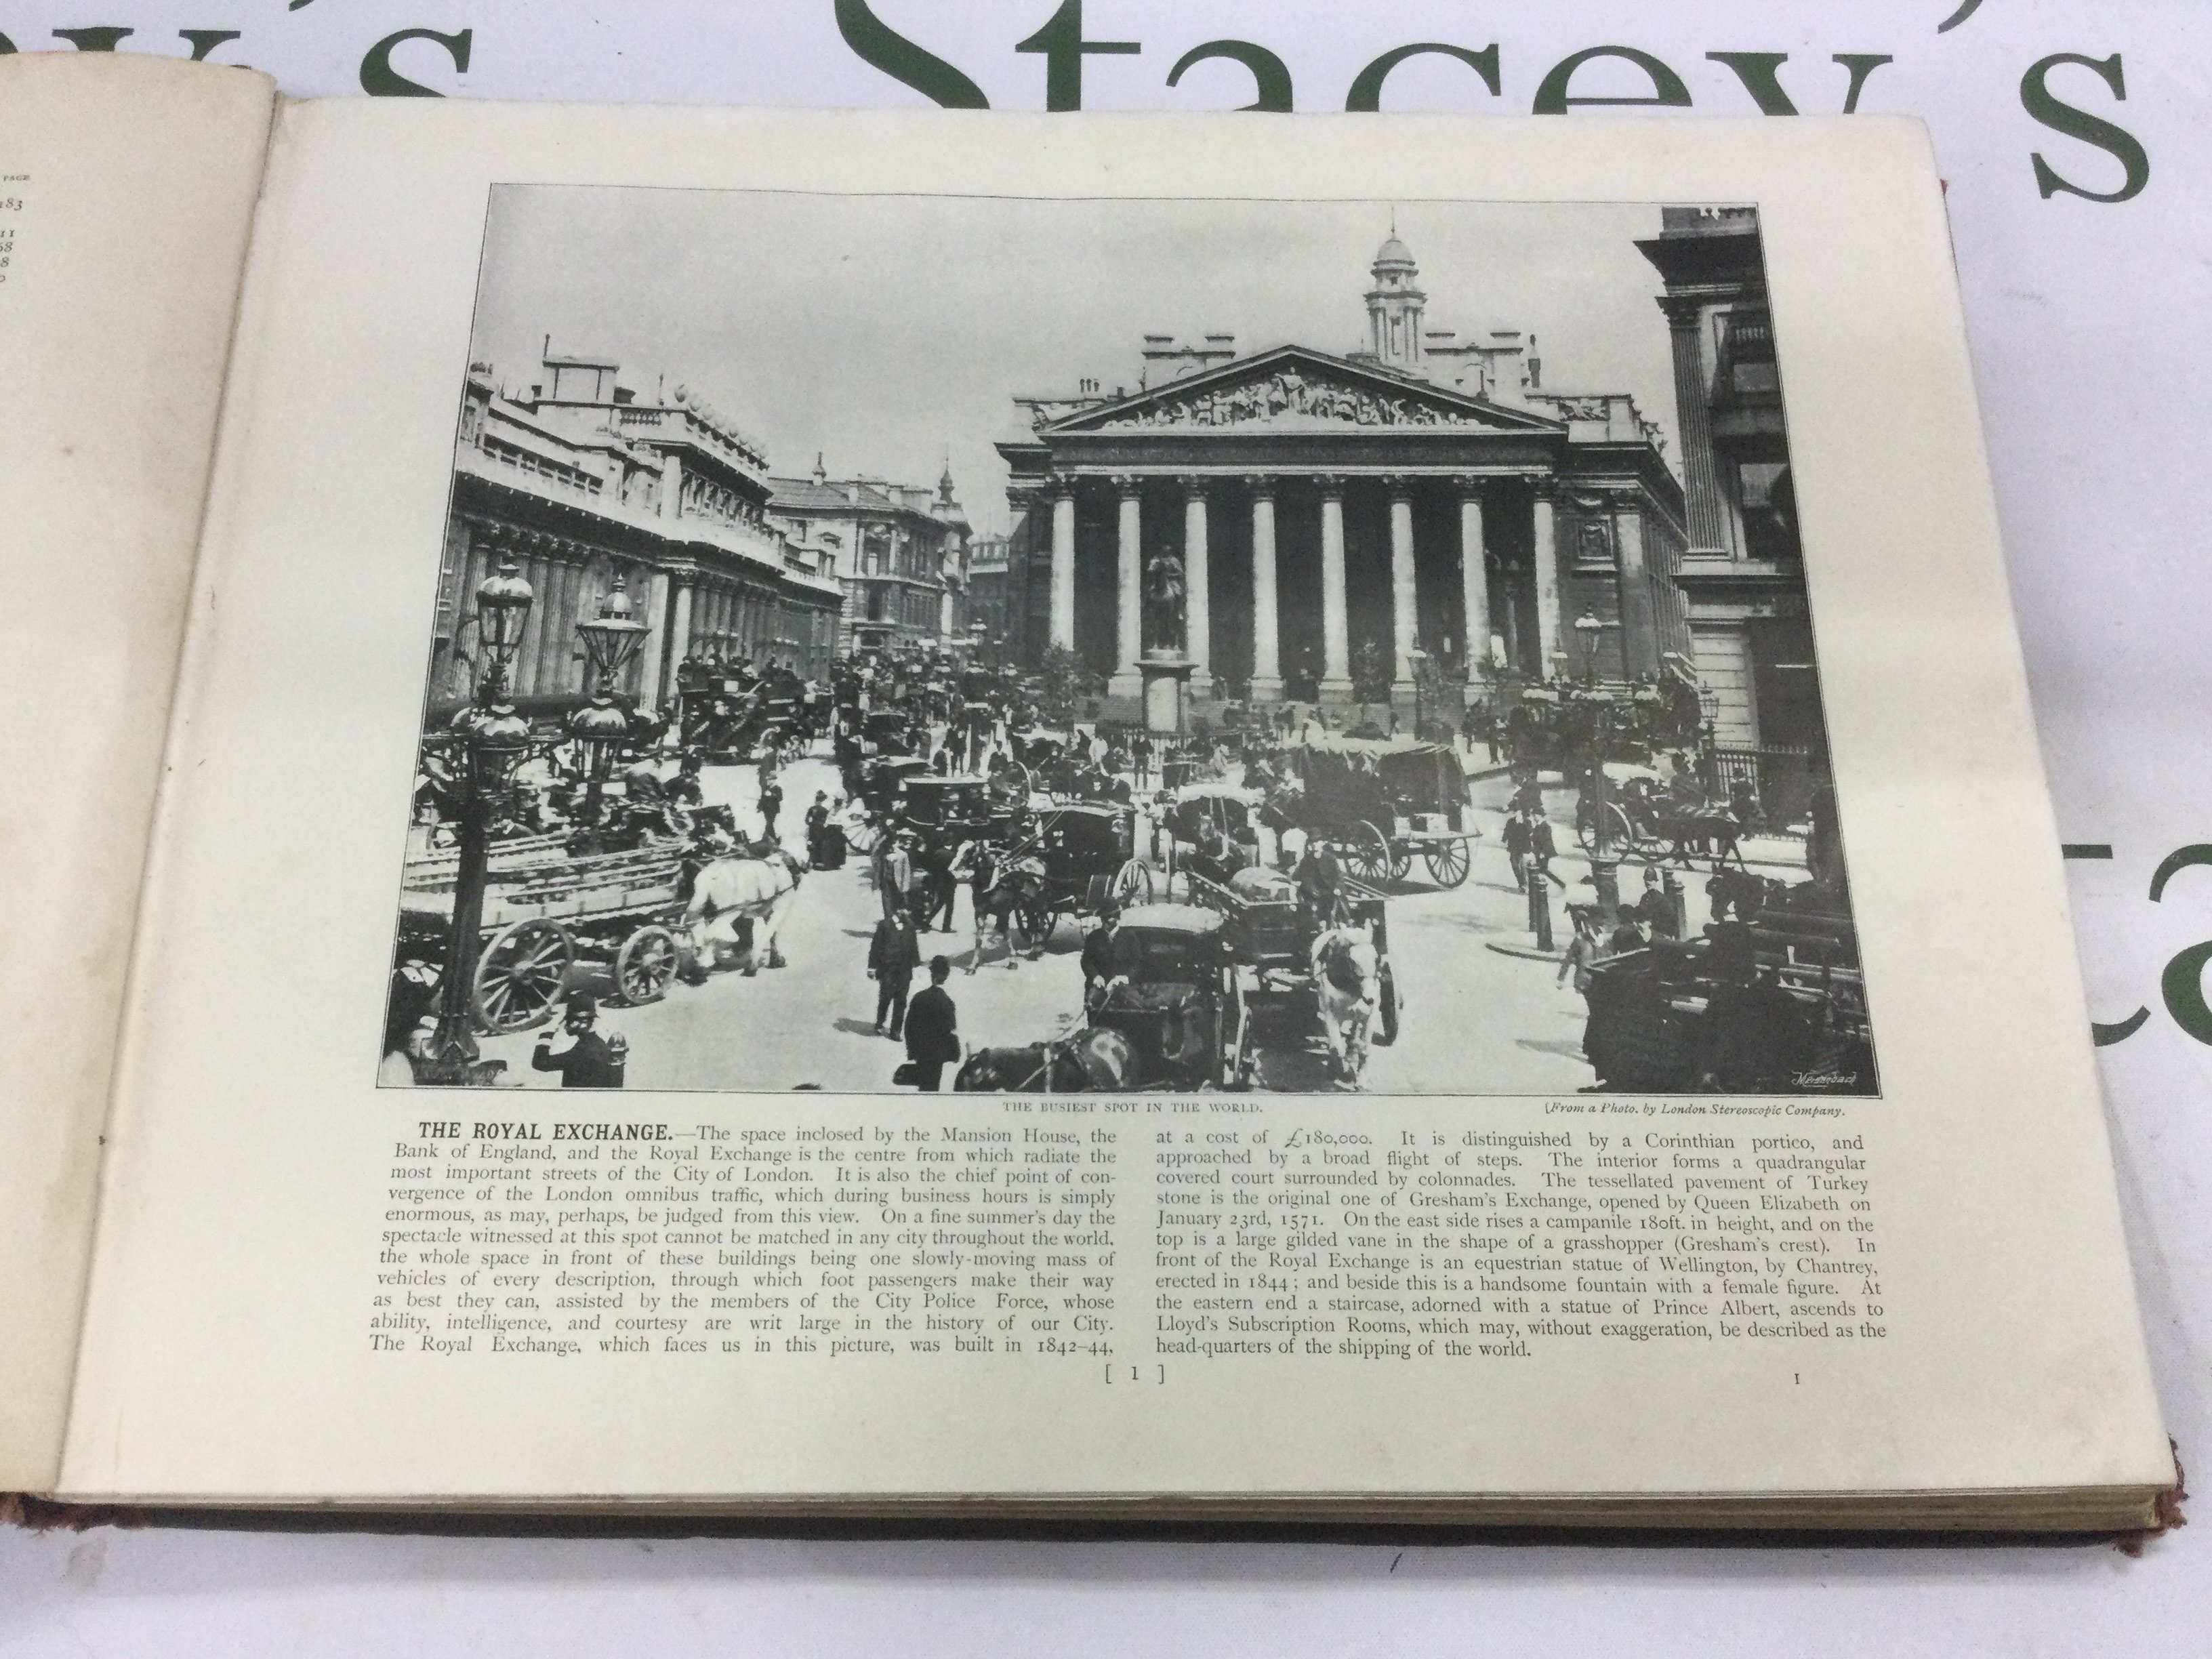 ey's Stacey's
PAGE
183
11
68
8
Sta
Meisenbach
THE BUSIEST SPOT IN THE WORLD.
[From a Photo. by London Stereoscopic Company.
THE ROYAL EXCHANGE.—The space inclosed by the Mansion House, the
Bank of England, and the Royal Exchange is the centre from which radiate the
most important streets of the City of London. It is also the chief point of con-
vergence of the London omnibus traffic, which during business hours is simply
enormous, as may, perhaps, be judged from this view. On a fine summer's day the
spectacle witnessed at this spot cannot be matched in any city throughout the world,
the whole space in front of these buildings being one slowly-moving mass of
vehicles of every description, through which foot passengers make their way
as best they can, assisted by the members of the City Police Force, whose
ability, intelligence, and courtesy are writ large in the history of our City.
The Royal Exchange, which faces us in this picture, was built in 1842–44,
at a cost of £180,000. It is distinguished by a Corinthian portico, and
approached by a broad flight of steps. The interior forms a quadrangular
covered court surrounded by colonnades. The tessellated pavement of Turkey
stone is the original one of Gresham's Exchange, opened by Queen Elizabeth on
January 23rd, 1571. On the east side rises a campanile 180ft. in height, and on the
top is a large gilded vane in the shape of a grasshopper (Gresham's crest). In
front of the Royal Exchange is an equestrian statue of Wellington, by Chantrey,
erected in 1844; and beside this is a handsome fountain with a female figure. At
the eastern end a staircase, adorned with a statue of Prince Albert, ascends to
Lloyd's Subscription Rooms, which may, without exaggeration, be described as the
head-quarters of the shipping of the world.
[ 1 ]
1